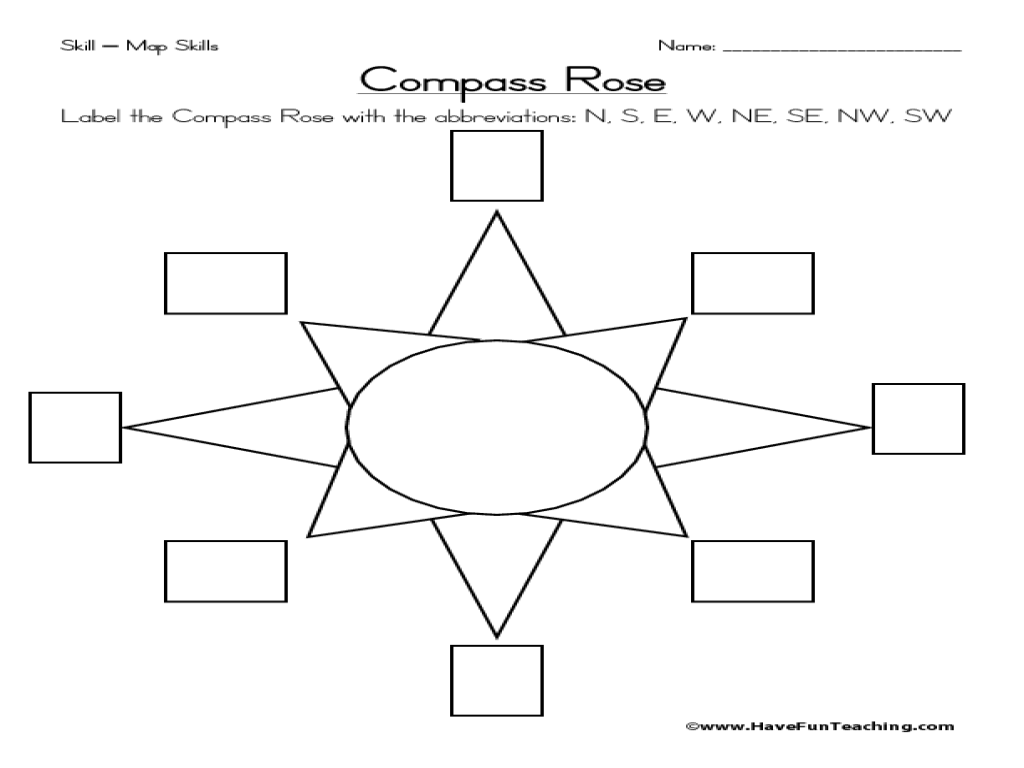 Skill — Map Skills
Name: _________________________
Compass Rose
Label the Compass Rose with the abbreviations: N, S, E, W, NE, SE, NW, SW
©www.HaveFunTeaching.com